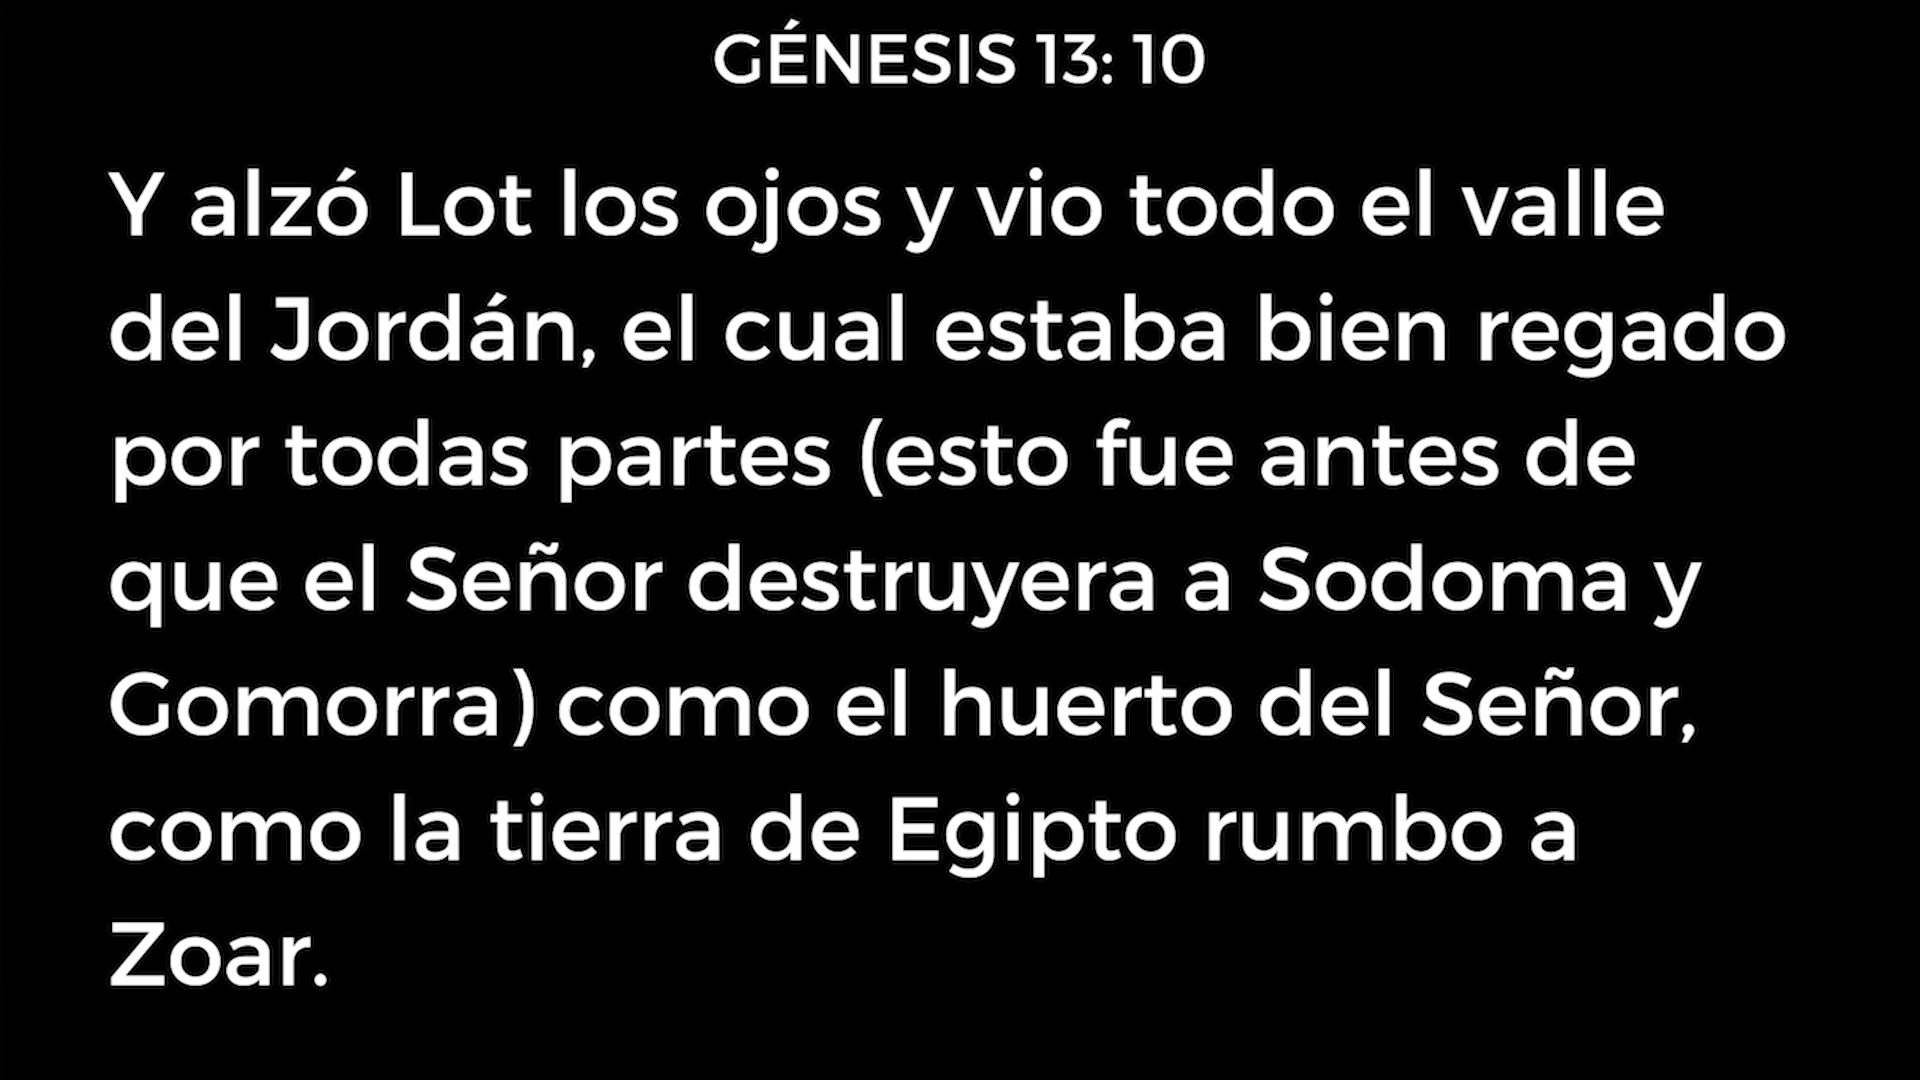 GÉNESIS 13: 10
Y alzó Lot los ojos y vio todo el valle
del Jordán, el cual estaba bien regado
por todas partes (esto fue antes de
que el Señor destruyera a Sodoma y
Gomorra) como el huerto del Señor,
como la tierra de Egipto rumbo a
Zoar.